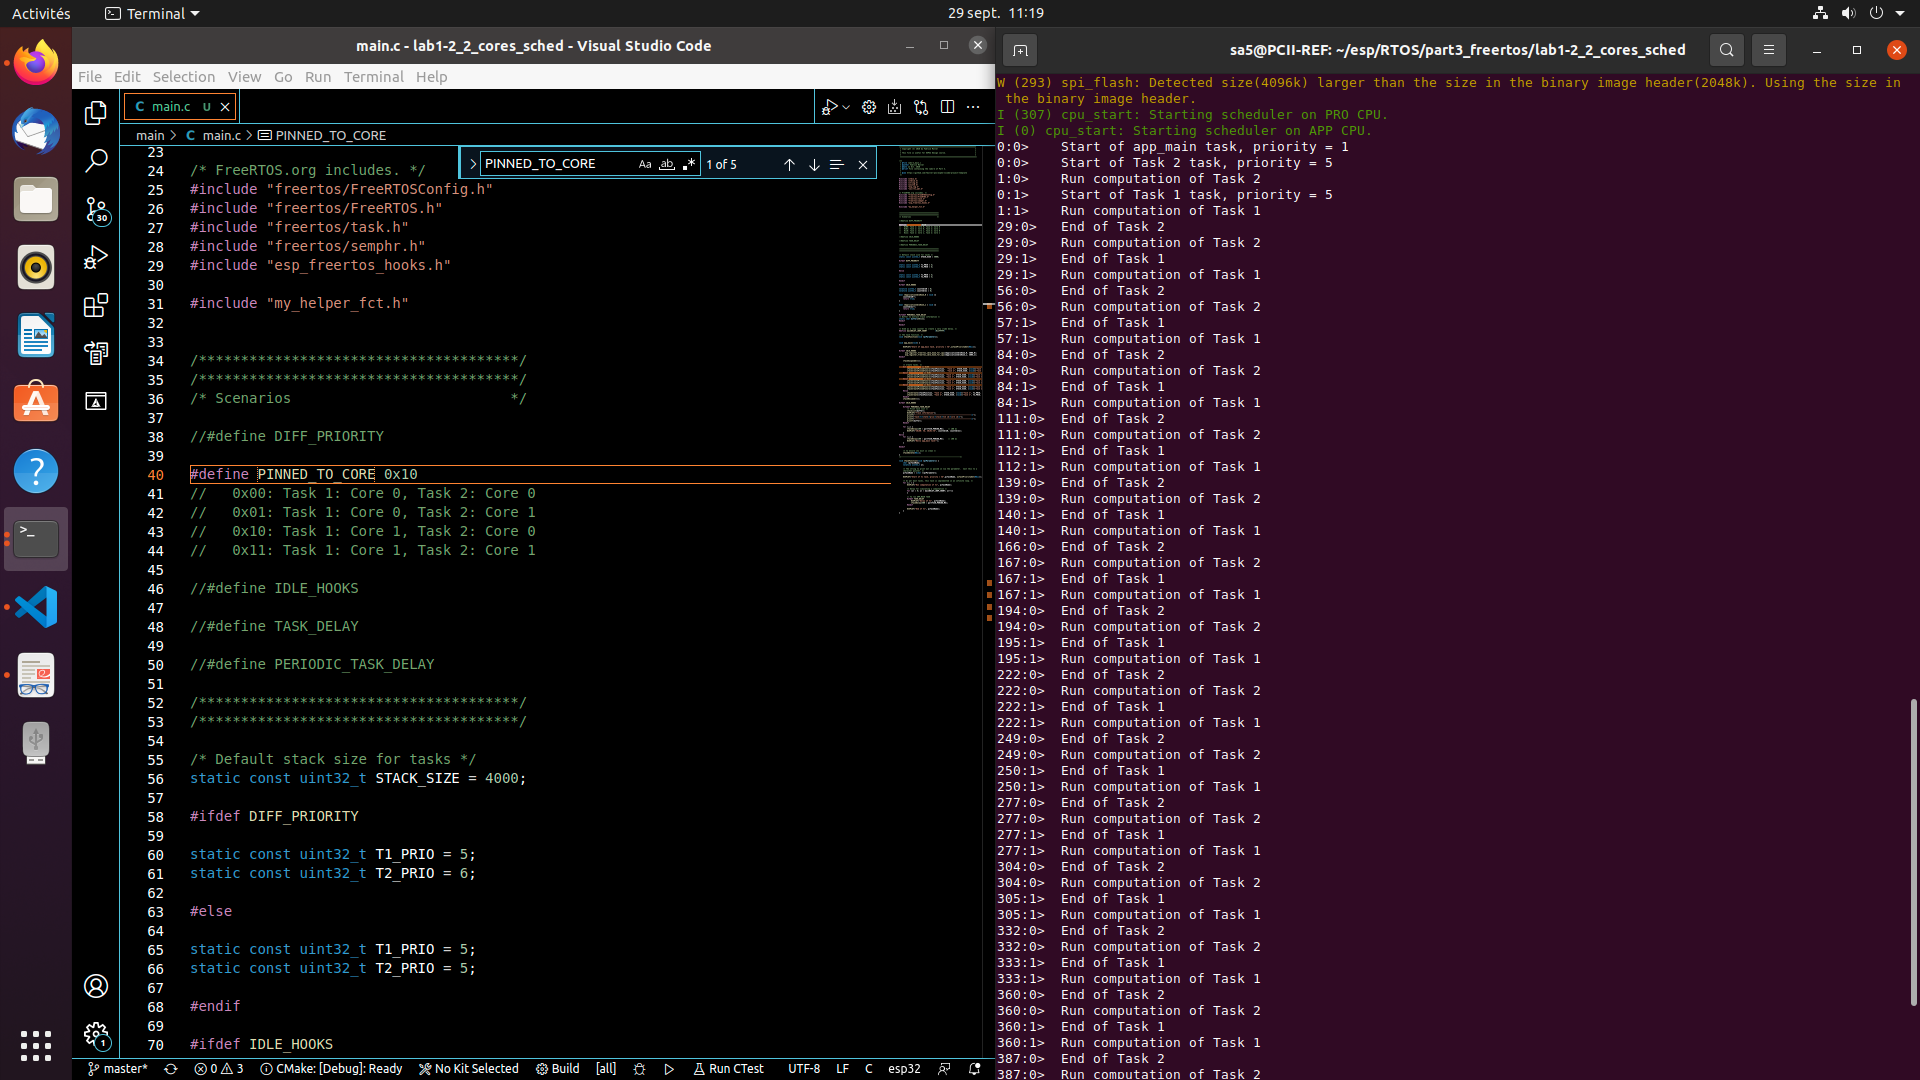 Activités
Terminal
29 sept.  11:19
main.c - lab1-2_2_cores_sched - Visual Studio Code
File Edit Selection View Go Run Terminal Help
C main.c U
main > C main.c > PINNED_TO_CORE
PINNED_TO_CORE Aa ab 1 of 5
23
24 /* FreeRTOS.org includes. */
25 #include "freertos/FreeRTOSConfig.h"
26 #include "freertos/FreeRTOS.h"
27 #include "freertos/task.h"
28 #include "freertos/semphr.h"
29 #include "esp_freertos_hooks.h"
30
31 #include "my_helper_fct.h"
32
33
34 /**************************************/
35 /**************************************/
36 /* Scenarios                          */
37
38 //#define DIFF_PRIORITY
39
40 #define PINNED_TO_CORE 0x10
41 //   0x00: Task 1: Core 0, Task 2: Core 0
42 //   0x01: Task 1: Core 0, Task 2: Core 1
43 //   0x10: Task 1: Core 1, Task 2: Core 0
44 //   0x11: Task 1: Core 1, Task 2: Core 1
45
46 //#define IDLE_HOOKS
47
48 //#define TASK_DELAY
49
50 //#define PERIODIC_TASK_DELAY
51
52 /**************************************/
53 /**************************************/
54
55 /* Default stack size for tasks */
56 static const uint32_t STACK_SIZE = 4000;
57
58 #ifdef DIFF_PRIORITY
59
60 static const uint32_t T1_PRIO = 5;
61 static const uint32_t T2_PRIO = 6;
62
63 #else
64
65 static const uint32_t T1_PRIO = 5;
66 static const uint32_t T2_PRIO = 5;
67
68 #endif
69
70 #ifdef IDLE_HOOKS
30
1
master* 0 3 CMake: [Debug]: Ready No Kit Selected Build [all] Run CTest UTF-8 LF C esp32
sa5@PCII-REF: ~/esp/RTOS/part3_freertos/lab1-2_2_cores_sched
W (293) spi_flash: Detected size(4096k) larger than the size in the binary image header(2048k). Using the size in
 the binary image header.
I (307) cpu_start: Starting scheduler on PRO CPU.
I (0) cpu_start: Starting scheduler on APP CPU.
0:0>    Start of app_main task, priority = 1
0:0>    Start of Task 2 task, priority = 5
1:0>    Run computation of Task 2
0:1>    Start of Task 1 task, priority = 5
1:1>    Run computation of Task 1
29:0>   End of Task 2
29:0>   Run computation of Task 2
29:1>   End of Task 1
29:1>   Run computation of Task 1
56:0>   End of Task 2
56:0>   Run computation of Task 2
57:1>   End of Task 1
57:1>   Run computation of Task 1
84:0>   End of Task 2
84:0>   Run computation of Task 2
84:1>   End of Task 1
84:1>   Run computation of Task 1
111:0>  End of Task 2
111:0>  Run computation of Task 2
112:1>  End of Task 1
112:1>  Run computation of Task 1
139:0>  End of Task 2
139:0>  Run computation of Task 2
140:1>  End of Task 1
140:1>  Run computation of Task 1
166:0>  End of Task 2
167:0>  Run computation of Task 2
167:1>  End of Task 1
167:1>  Run computation of Task 1
194:0>  End of Task 2
194:0>  Run computation of Task 2
195:1>  End of Task 1
195:1>  Run computation of Task 1
222:0>  End of Task 2
222:0>  Run computation of Task 2
222:1>  End of Task 1
222:1>  Run computation of Task 1
249:0>  End of Task 2
249:0>  Run computation of Task 2
250:1>  End of Task 1
250:1>  Run computation of Task 1
277:0>  End of Task 2
277:0>  Run computation of Task 2
277:1>  End of Task 1
277:1>  Run computation of Task 1
304:0>  End of Task 2
304:0>  Run computation of Task 2
305:1>  End of Task 1
305:1>  Run computation of Task 1
332:0>  End of Task 2
332:0>  Run computation of Task 2
333:1>  End of Task 1
333:1>  Run computation of Task 1
360:0>  End of Task 2
360:0>  Run computation of Task 2
360:1>  End of Task 1
360:1>  Run computation of Task 1
387:0>  End of Task 2
387:0>  Run computation of Task 2